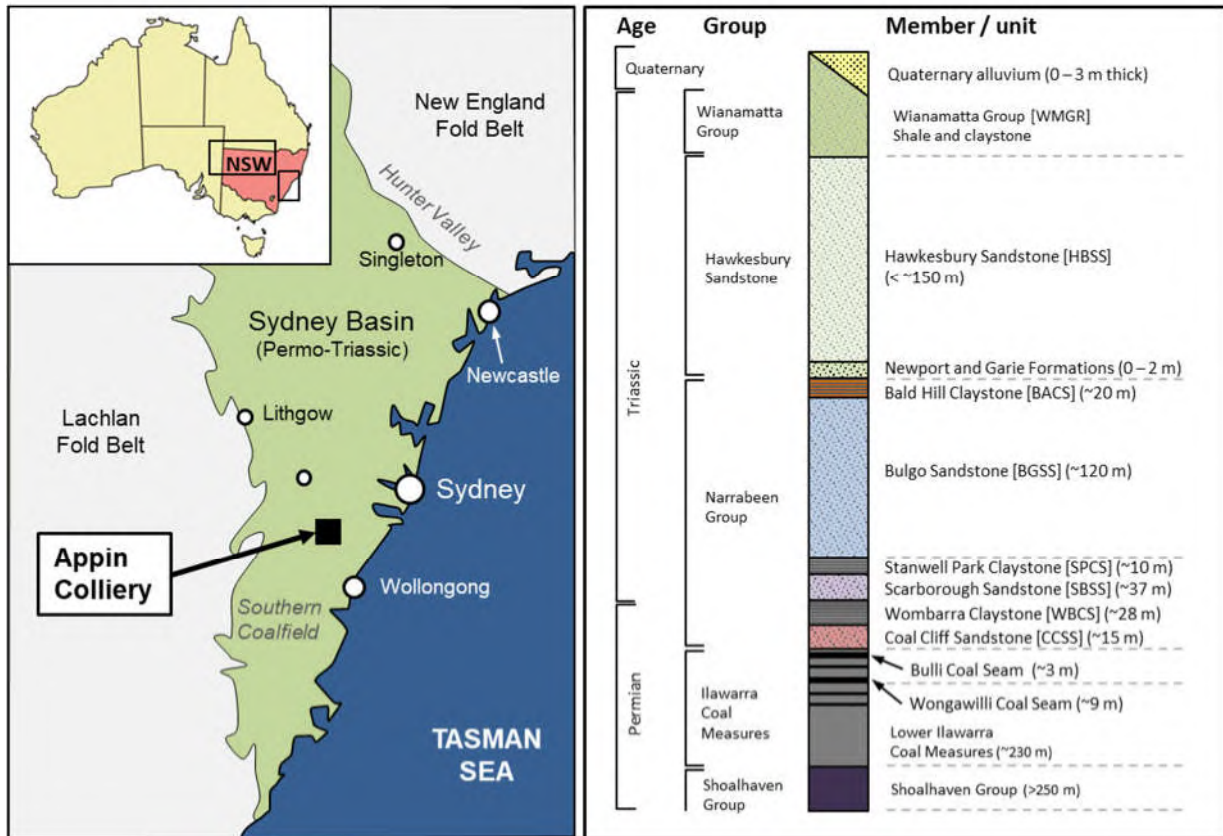 NSW
New England
Fold Belt
Hunter Valley
Singleton
Sydney Basin
(Permo-Triassic)
Newcastle
Lithgow
Lachlan
Fold Belt
Sydney
Appin
Colliery
Wollongong
Southern
Coalfield
TASMAN
SEA
Age
Group
Member / unit
Quaternary
Quaternary alluvium (0 – 3 m thick)
Triassic
Wianamatta
Group
Wianamatta Group [WMGR]
Shale and claystone
Hawkesbury
Sandstone
Hawkesbury Sandstone [HBSS]
(< ~150 m)
Newport and Garie Formations (0 – 2 m)
Narrabeen
Group
Bald Hill Claystone [BACS] (~20 m)
Bulgo Sandstone [BGSS] (~120 m)
Stanwell Park Claystone [SPCS] (~10 m)
Scarborough Sandstone [SBSS] (~37 m)
Permian
Wombarra Claystone [WBCS] (~28 m)
Coal Cliff Sandstone [CCSS] (~15 m)
Ilawarra
Coal
Measures
Bulli Coal Seam (~3 m)
Wongawilli Coal Seam (~9 m)
Lower Ilawarra
Coal Measures (~230 m)
Shoalhaven
Group
Shoalhaven Group (>250 m)